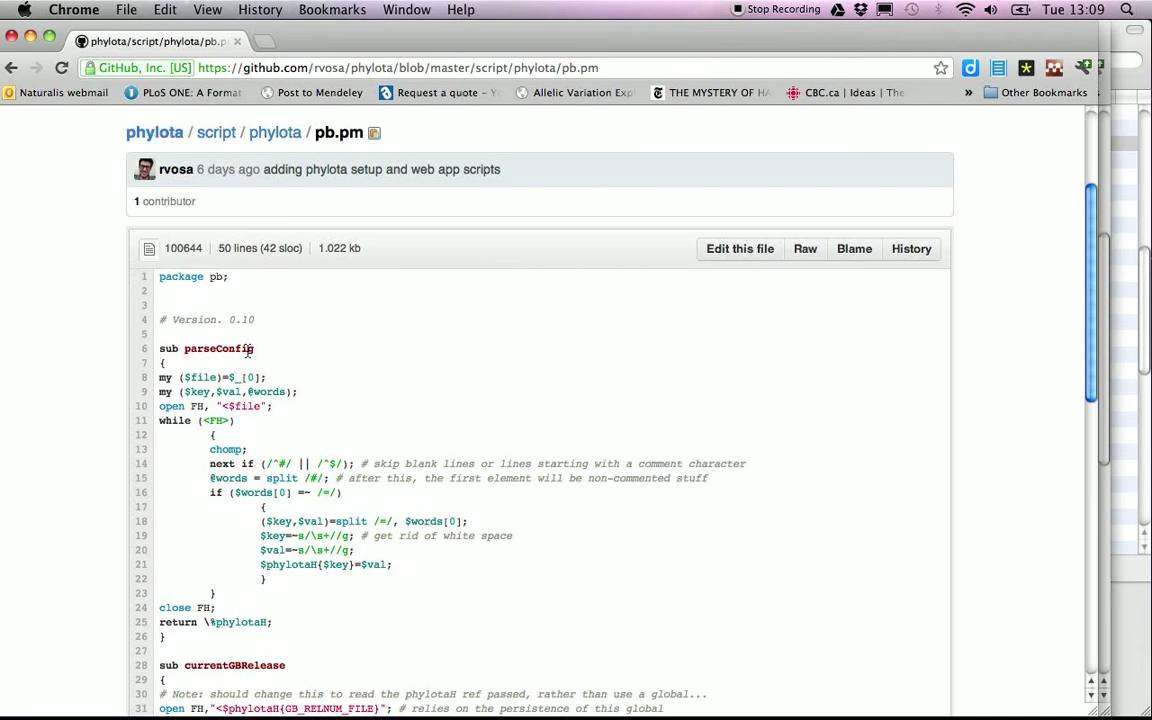 Chrome File Edit View History Bookmarks Window Help Stop Recording Tue 13:09
phylota/script/phylota/pb.p
GitHub, Inc. [US] https://github.com/rvosa/phylota/blob/master/script/phylota/pb.pm
Naturalis webmail PLoS ONE: A Format Post to Mendeley Request a quote – Yo Allelic Variation Expl THE MYSTERY OF HA CBC.ca | Ideas | The » Other Bookmarks
phylota / script / phylota / pb.pm
rvosa 6 days ago adding phylota setup and web app scripts
1 contributor
100644 50 lines (42 sloc) 1.022 kb Edit this file Raw Blame History
1 package pb;
2
3
4 # Version. 0.10
5
6 sub parseConfig
7 {
8 my ($file)=$_[0];
9 my ($key,$val,@words);
10 open FH, "<$file";
11 while (<FH>)
12 {
13 chomp;
14 next if (/^#/ || /^$/); # skip blank lines or lines starting with a comment character
15 @words = split /#/; # after this, the first element will be non-commented stuff
16 if ($words[0] =~ /=/)
17 {
18 ($key,$val)=split /=/, $words[0];
19 $key=~s/\s+//g; # get rid of white space
20 $val=~s/\s+//g;
21 $phylotaH{$key}=$val;
22 }
23 }
24 close FH;
25 return \%phylotaH;
26 }
27
28 sub currentGBRelease
29 {
30 # Note: should change this to read the phylotaH ref passed, rather than use a global...
31 open FH,"<$phylotaH{GB_RELNUM_FILE}"; # relies on the persistence of this global